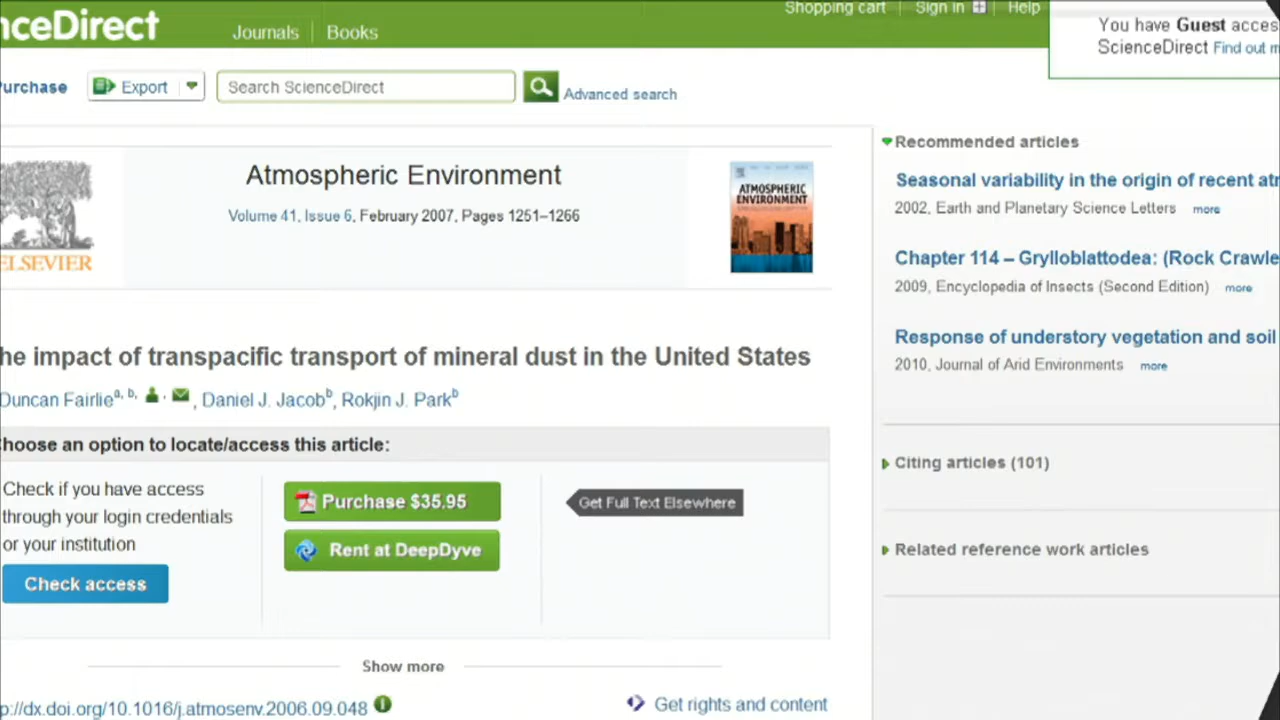 nceDirect
Journals
Books
Shopping cart
Sign in
Help
You have Guest acces
ScienceDirect Find out m
Purchase
Export
Search ScienceDirect
Advanced search
Atmospheric Environment
Volume 41, Issue 6, February 2007, Pages 1251–1266
ELSEVIER
ATMOSPHERIC
ENVIRONMENT
he impact of transpacific transport of mineral dust in the United States
Duncan Fairlie a, b, , Daniel J. Jacob b, Rokjin J. Park b
Choose an option to locate/access this article:
Check if you have access
through your login credentials
or your institution
Check access
Purchase $35.95
Rent at DeepDyve
Get Full Text Elsewhere
Show more
p://dx.doi.org/10.1016/j.atmosenv.2006.09.048
Get rights and content
Recommended articles
Seasonal variability in the origin of recent atm
2002, Earth and Planetary Science Letters more
Chapter 114 – Grylloblattodea: (Rock Crawle
2009, Encyclopedia of Insects (Second Edition) more
Response of understory vegetation and soil
2010, Journal of Arid Environments more
Citing articles (101)
Related reference work articles